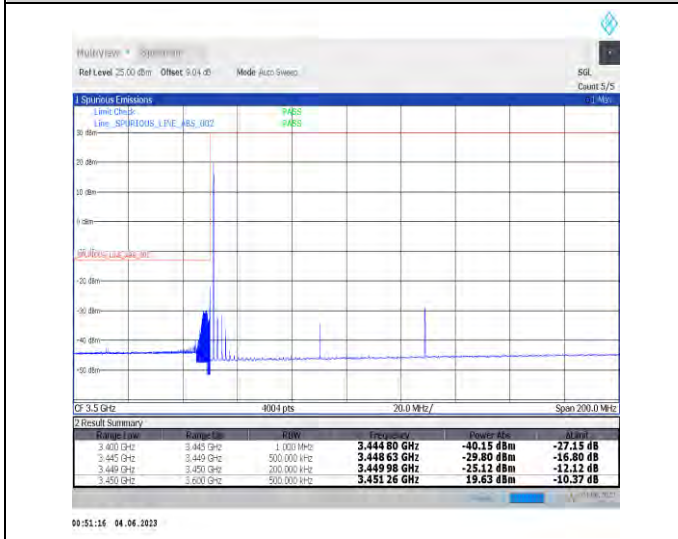 MultiView Spectrum
Ref Level 25.00 dBm Offset 9.04 dB Mode Auto Sweep SGL
Count 5/5
1 Spurious Emissions
Limit Check PASS
Line _SPURIOUS_LINE_ABS_002 PASS
30 dBm
20 dBm
10 dBm
0 dBm
_SPURIOUS_LINE_ABS_002
-20 dBm
-30 dBm
-40 dBm
-50 dBm
CF 3.5 GHz 4004 pts 20.0 MHz/ Span 200.0 MHz
2 Result Summary
Range Low Range Up RBW Frequency Power Abs ΔLimit
3.400 GHz 3.445 GHz 1.000 MHz 3.444 80 GHz -40.15 dBm -27.15 dB
3.445 GHz 3.449 GHz 500.000 kHz 3.448 63 GHz -29.80 dBm -16.80 dB
3.449 GHz 3.450 GHz 200.000 kHz 3.449 98 GHz -25.12 dBm -12.12 dB
3.450 GHz 3.600 GHz 500.000 kHz 3.451 26 GHz 19.63 dBm -10.37 dB
00:51:16 04.06.2023